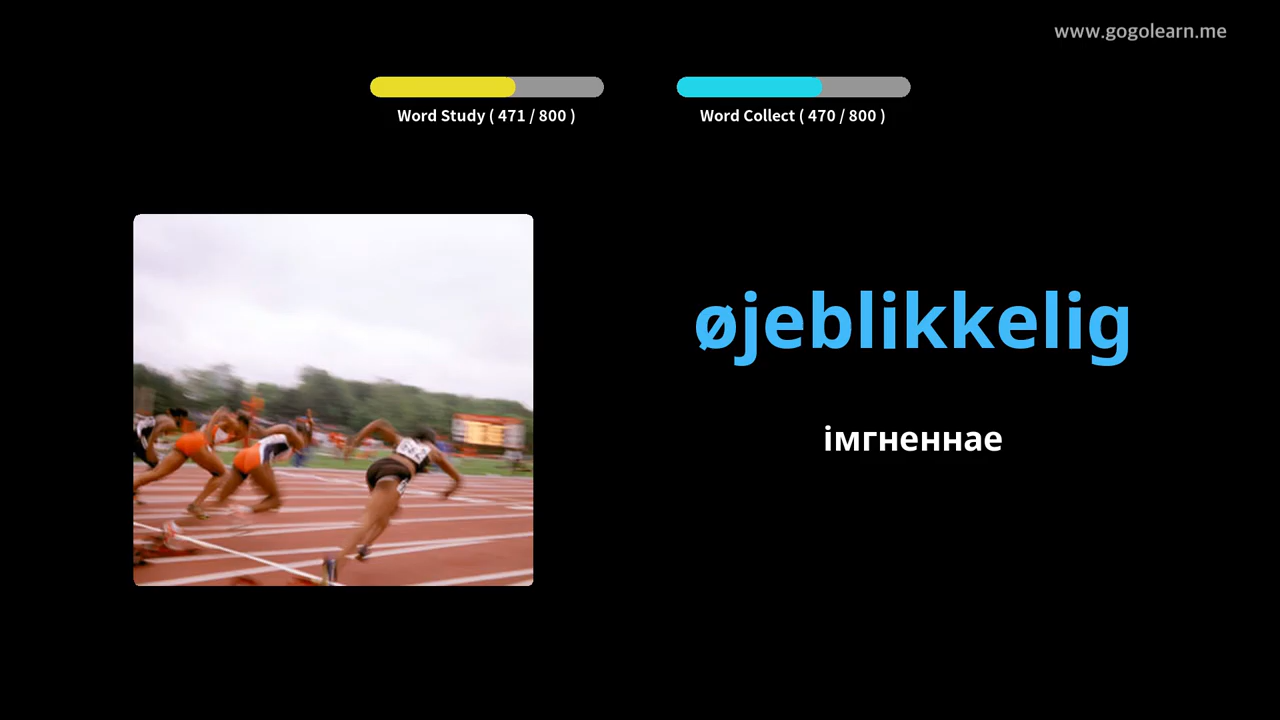 www.gogolearn.me
Word Study ( 471 / 800 )
Word Collect ( 470 / 800 )
øjeblikkelig
імгненнае